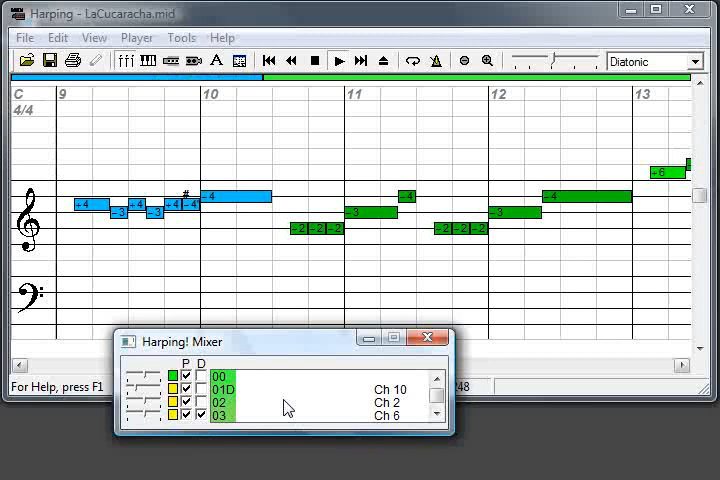 Harping - LaCucaracha.mid
File Edit View Player Tools Help
A Diatonic
C 9 10 11 12 13
4/4
+6
# -4 -4 -4
+4 +4 +4 -4
-3 -3 -3 -3
-2 -2 -2 -2 -2 -2
Harping! Mixer
P D
00
01D Ch 10
02 Ch 2
03 Ch 6
For Help, press F1 /48